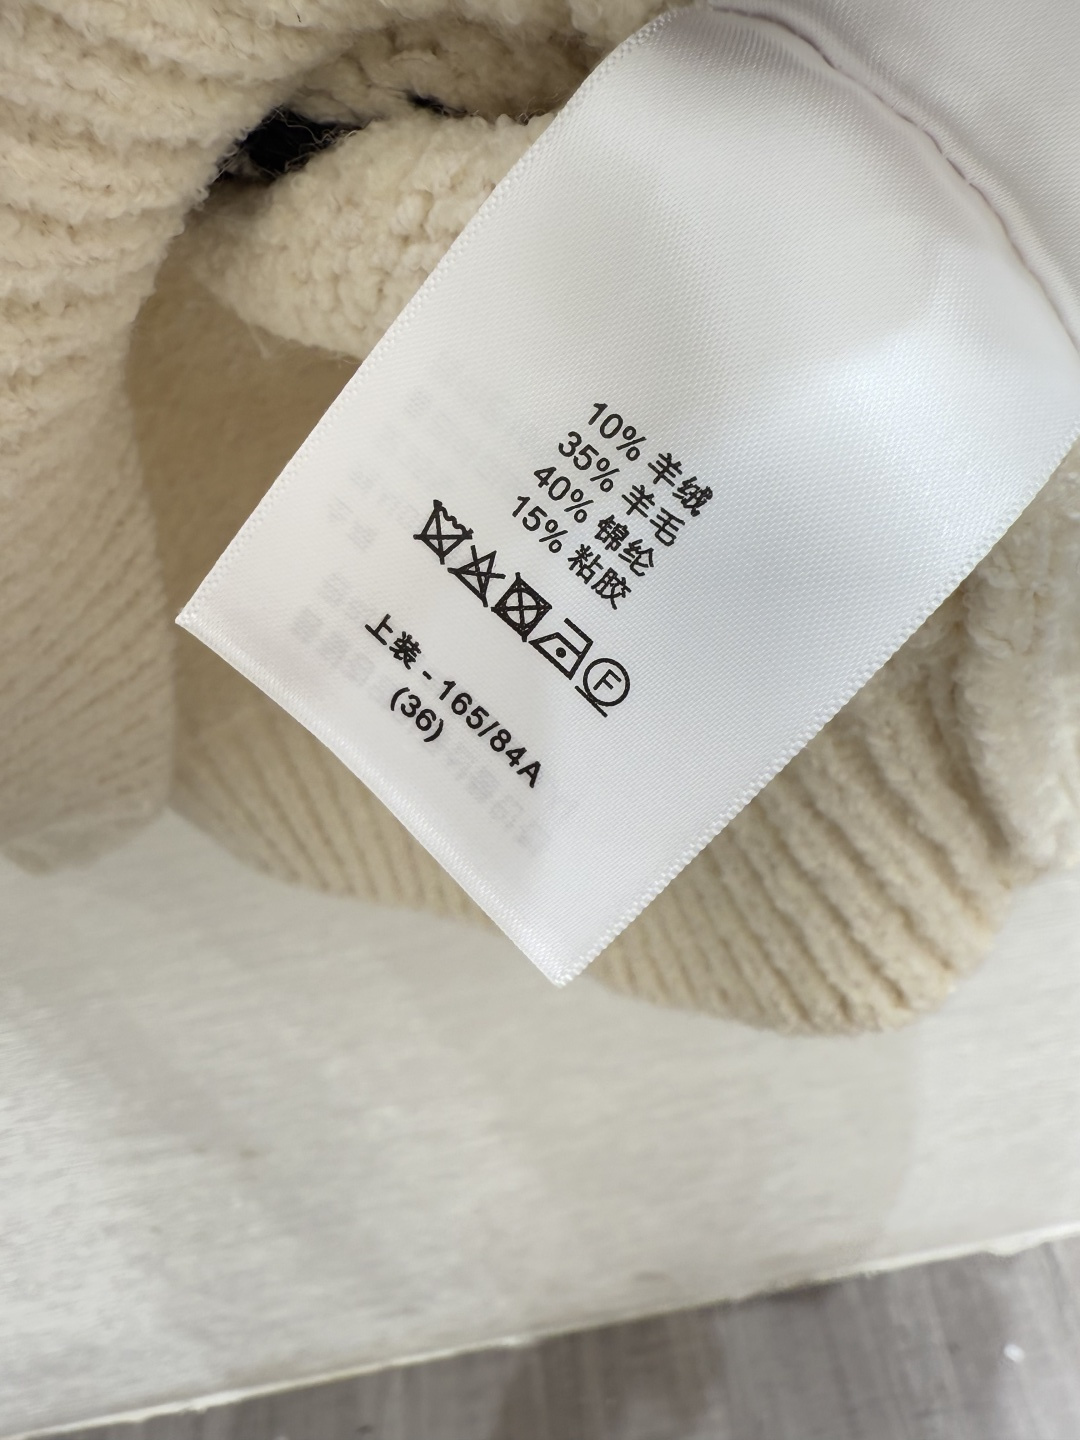 10% 羊绒
35% 羊毛
40% 锦纶
15% 粘胶
F
上装 - 165/84A
(36)